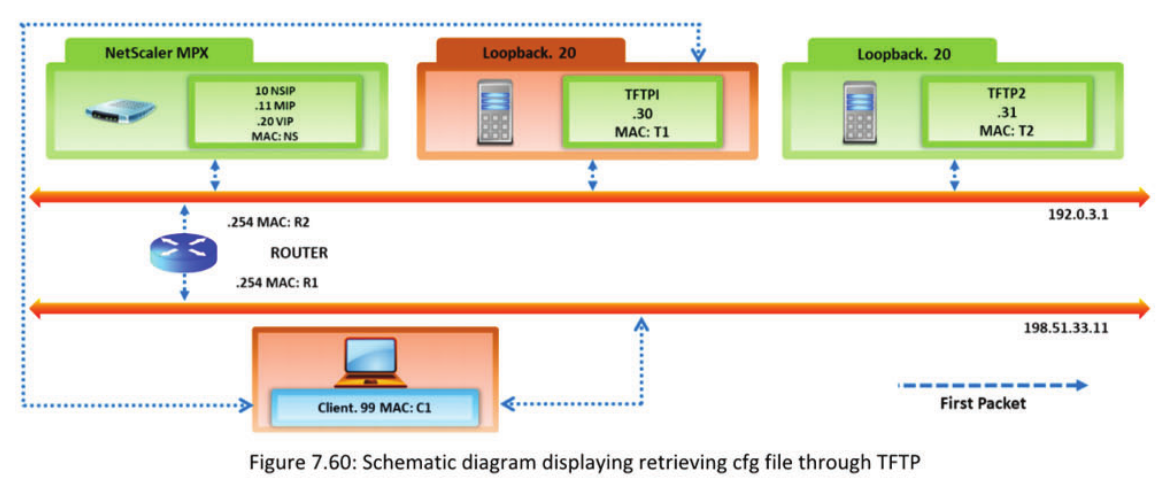 NetScaler MPX
10 NSIP
.11 MIP
.20 VIP
MAC: NS
Loopback. 20
TFTPI
.30
MAC: T1
Loopback. 20
TFTP2
.31
MAC: T2
192.0.3.1
.254 MAC: R2
ROUTER
.254 MAC: R1
198.51.33.11
Client. 99 MAC: C1
First Packet
Figure 7.60: Schematic diagram displaying retrieving cfg file through TFTP